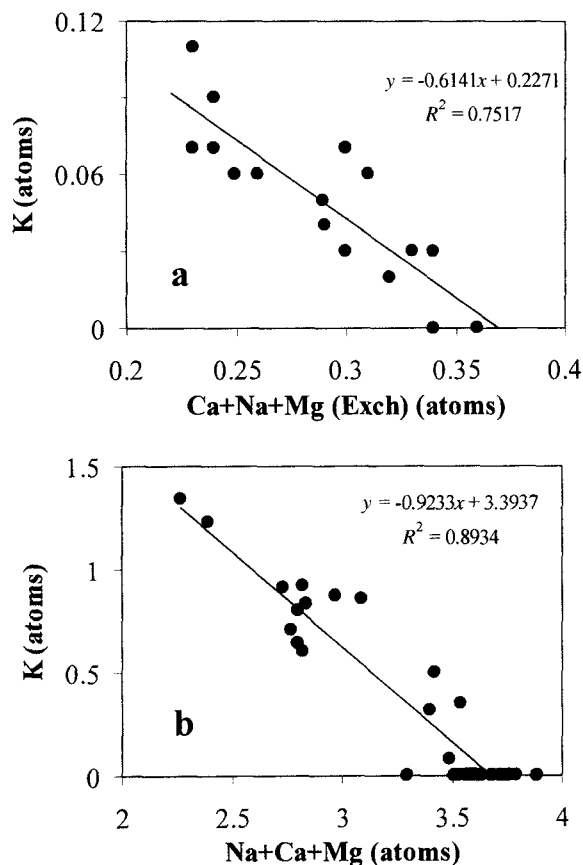 0.12
y = -0.6141x + 0.2271
R² = 0.7517
K (atoms)
0.06
a
0
0.2 0.25 0.3 0.35 0.4
Ca+Na+Mg (Exch) (atoms)
1.5
y = -0.9233x + 3.3937
R² = 0.8934
1
K (atoms)
0.5
b
0
2 2.5 3 3.5 4
Na+Ca+Mg (atoms)